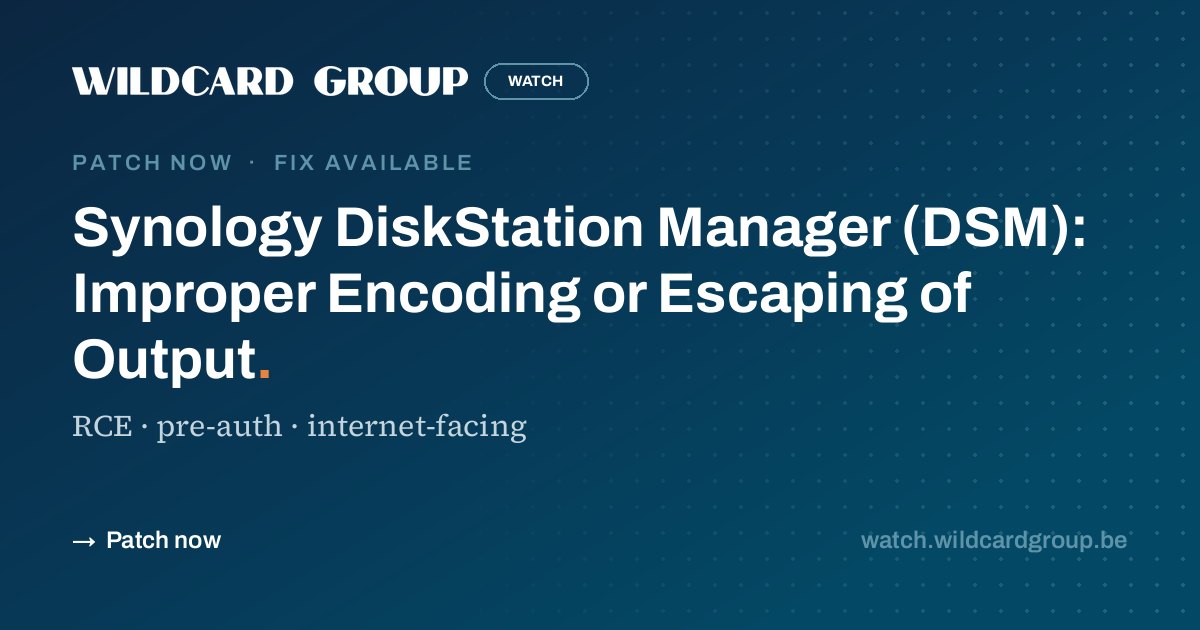 WILDCARD GROUP WATCH
PATCH NOW · FIX AVAILABLE
Synology DiskStation Manager (DSM):
Improper Encoding or Escaping of
Output.
RCE · pre-auth · internet-facing
→ Patch now
watch.wildcardgroup.be